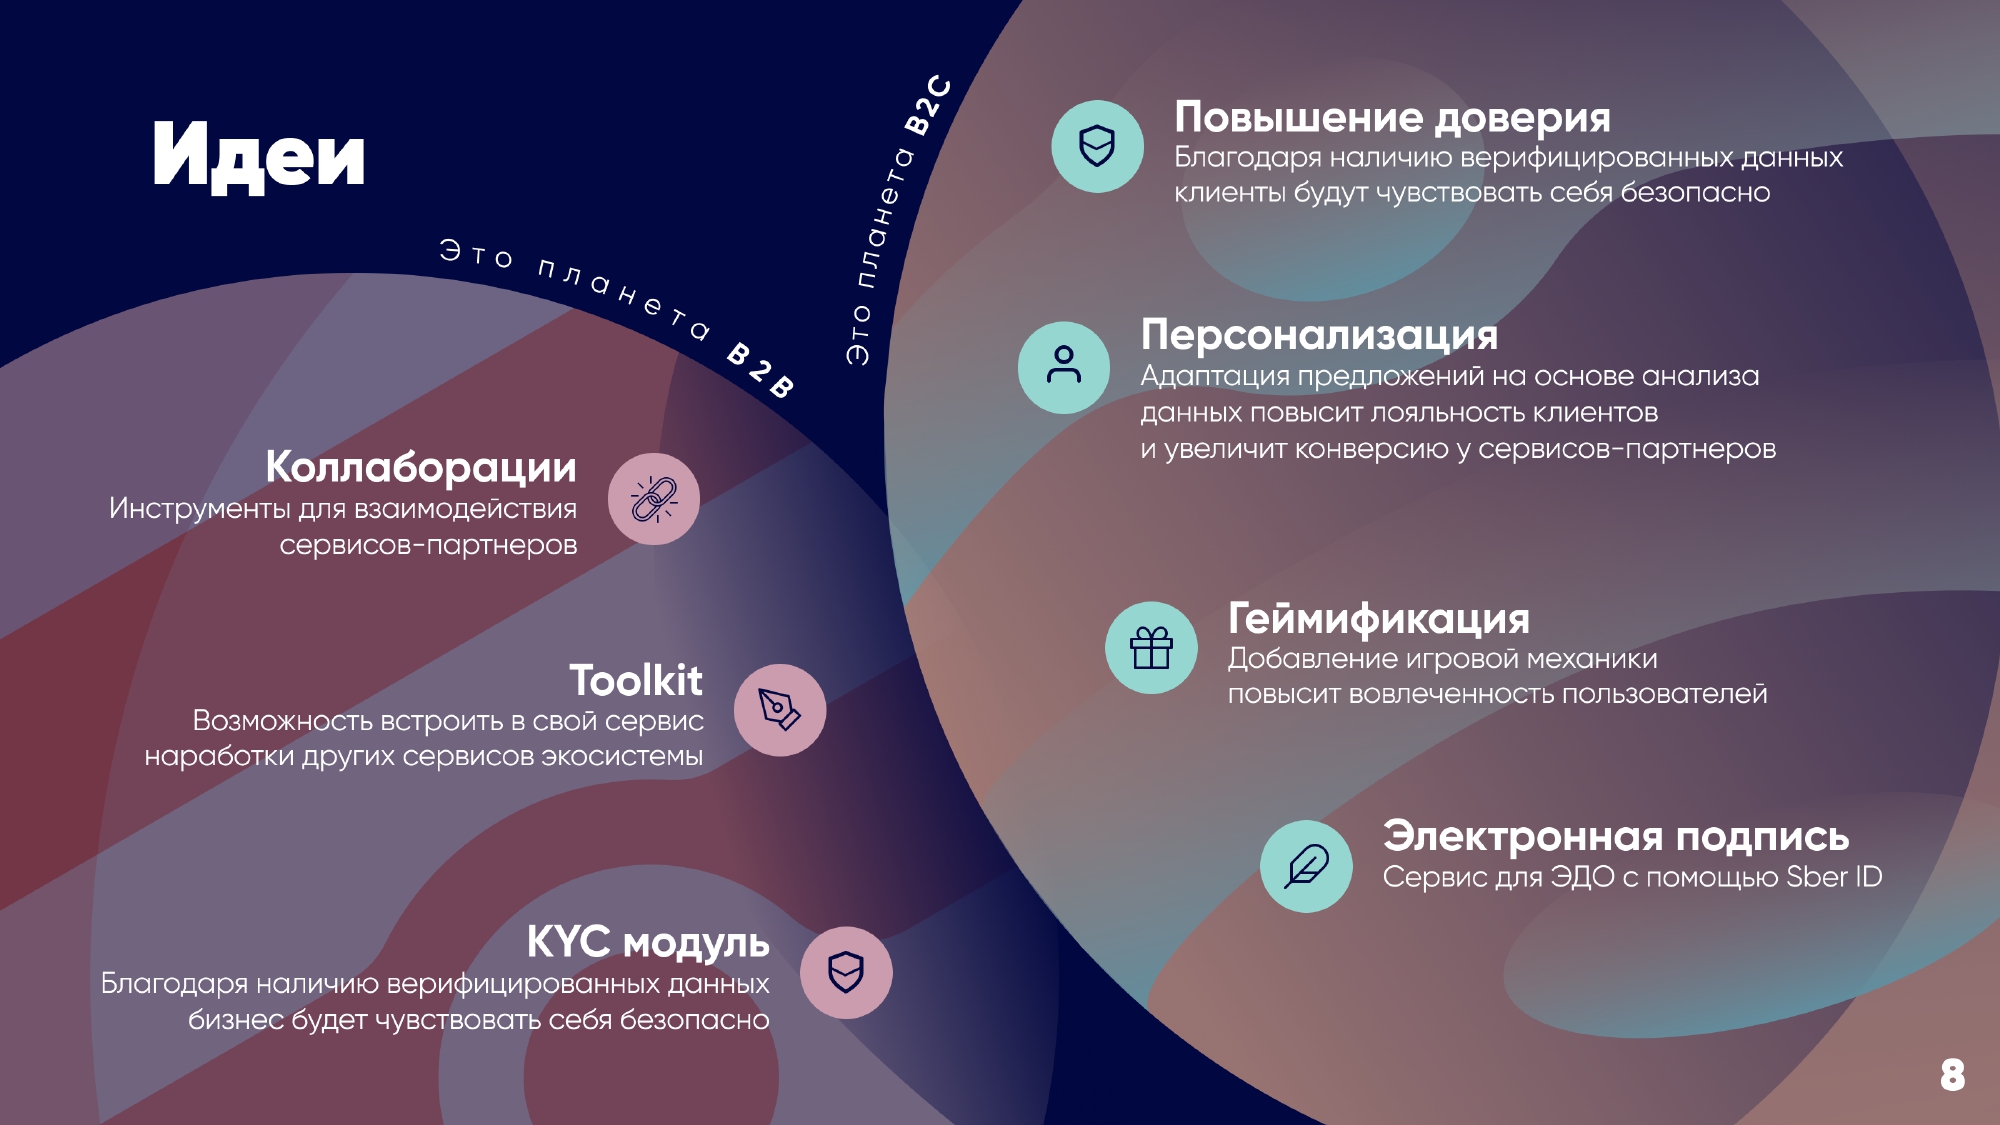 Идеи
Это планета B2B
Коллаборации
Инструменты для взаимодействия
сервисов-партнеров
Toolkit
Возможность встроить в свой сервис
наработки других сервисов экосистемы
KYC модуль
Благодаря наличию верифицированных данных
бизнес будет чувствовать себя безопасно
Это планета B2C
Повышение доверия
Благодаря наличию верифицированных данных
клиенты будут чувствовать себя безопасно
Персонализация
Адаптация предложений на основе анализа
данных повысит лояльность клиентов
и увеличит конверсию у сервисов-партнеров
Геймификация
Добавление игровой механики
повысит вовлеченность пользователей
Электронная подпись
Сервис для ЭДО с помощью Sber ID
8